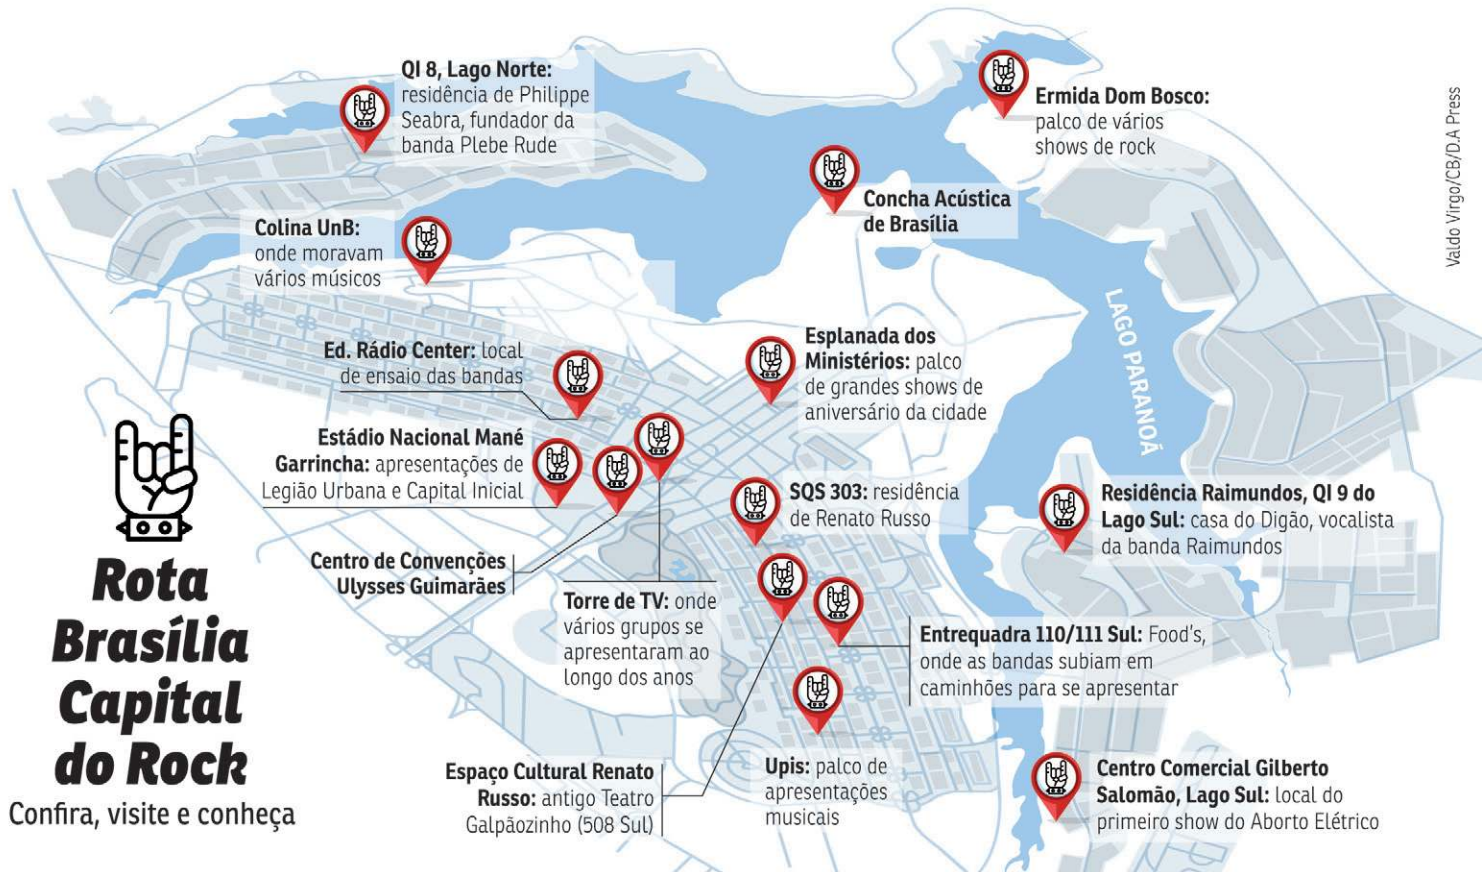 QI 8, Lago Norte:
residência de Philippe
Seabra, fundador da
banda Plebe Rude
Ermida Dom Bosco:
palco de vários
shows de rock
Valdo Virgo/CB/D.A Press
Concha Acústica
de Brasília
Colina UnB:
onde moravam
vários músicos
LAGO PARANOÁ
Ed. Rádio Center: local
de ensaio das bandas
Esplanada dos
Ministérios: palco
de grandes shows de
aniversário da cidade
Estádio Nacional Mané
Garrincha: apresentações de
Legião Urbana e Capital Inicial
SQS 303: residência
de Renato Russo
Residência Raimundos, QI 9 do
Lago Sul: casa do Digão, vocalista
da banda Raimundos
Centro de Convenções
Ulysses Guimarães
Torre de TV: onde
vários grupos se
apresentaram ao
longo dos anos
Entrequadra 110/111 Sul: Food's,
onde as bandas subiam em
caminhões para se apresentar
Rota
Brasília
Capital
do Rock
Confira, visite e conheça
Espaço Cultural Renato
Russo: antigo Teatro
Galpãozinho (508 Sul)
Upis: palco de
apresentações
musicais
Centro Comercial Gilberto
Salomão, Lago Sul: local do
primeiro show do Aborto Elétrico